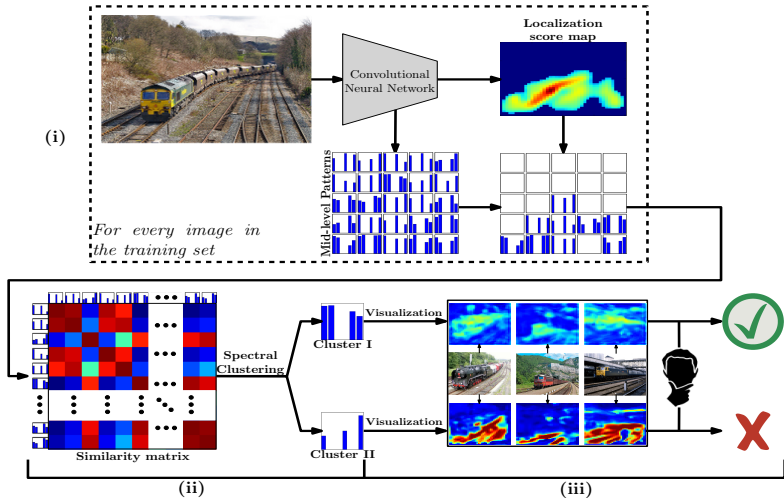 Localization
score map
Convolutional
Neural Network
(i)
Mid-level Patterns
For every image in
the training set
Spectral
Clustering
Visualization
Cluster I
Visualization
Cluster II
Similarity matrix
(ii)
(iii)